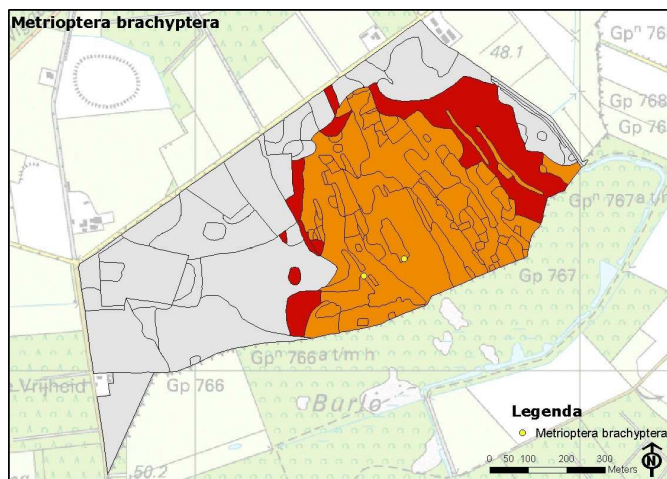 Metrioptera brachyptera
48.1
Gpⁿ 76
Gp 768
Gp 76
Gpⁿ 767 a t/m
Gp 767
Gpⁿ 766 a t/m h
Gp 766
Vrijheid
Burlo
50.2
Legenda
Metrioptera brachyptera
0 50 100 200 300
Meters
N